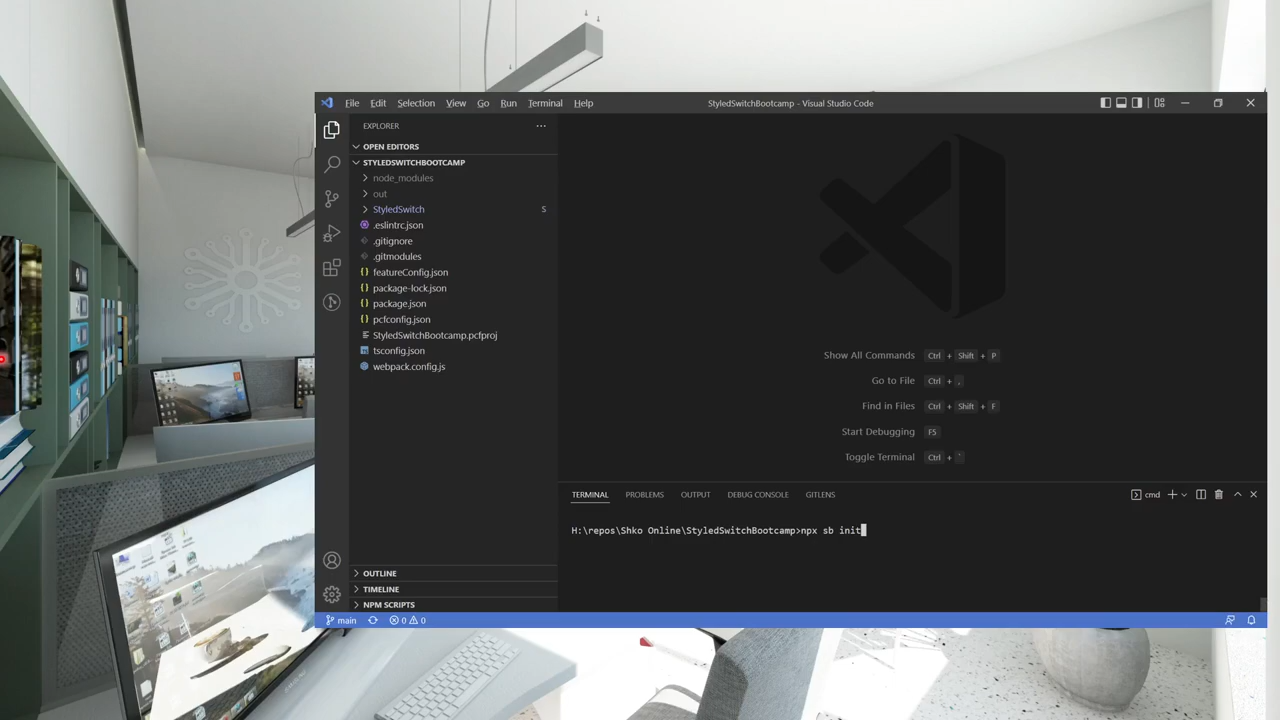 File Edit Selection View Go Run Terminal Help
StyledSwitchBootcamp - Visual Studio Code
EXPLORER
OPEN EDITORS
STYLEDSWITCHBOOTCAMP
node_modules
out
StyledSwitch 5
.eslintrc.json
.gitignore
.gitmodules
featureConfig.json
package-lock.json
package.json
pcfconfig.json
StyledSwitchBootcamp.pcfproj
tsconfig.json
webpack.config.js
OUTLINE
TIMELINE
NPM SCRIPTS
Show All Commands Ctrl + Shift + P
Go to File Ctrl + ,
Find in Files Ctrl + Shift + F
Start Debugging F5
Toggle Terminal Ctrl + `
TERMINAL PROBLEMS OUTPUT DEBUG CONSOLE GITLENS
cmd
H:\repos\Shko Online\StyledSwitchBootcamp>npx sb init
main 0 0